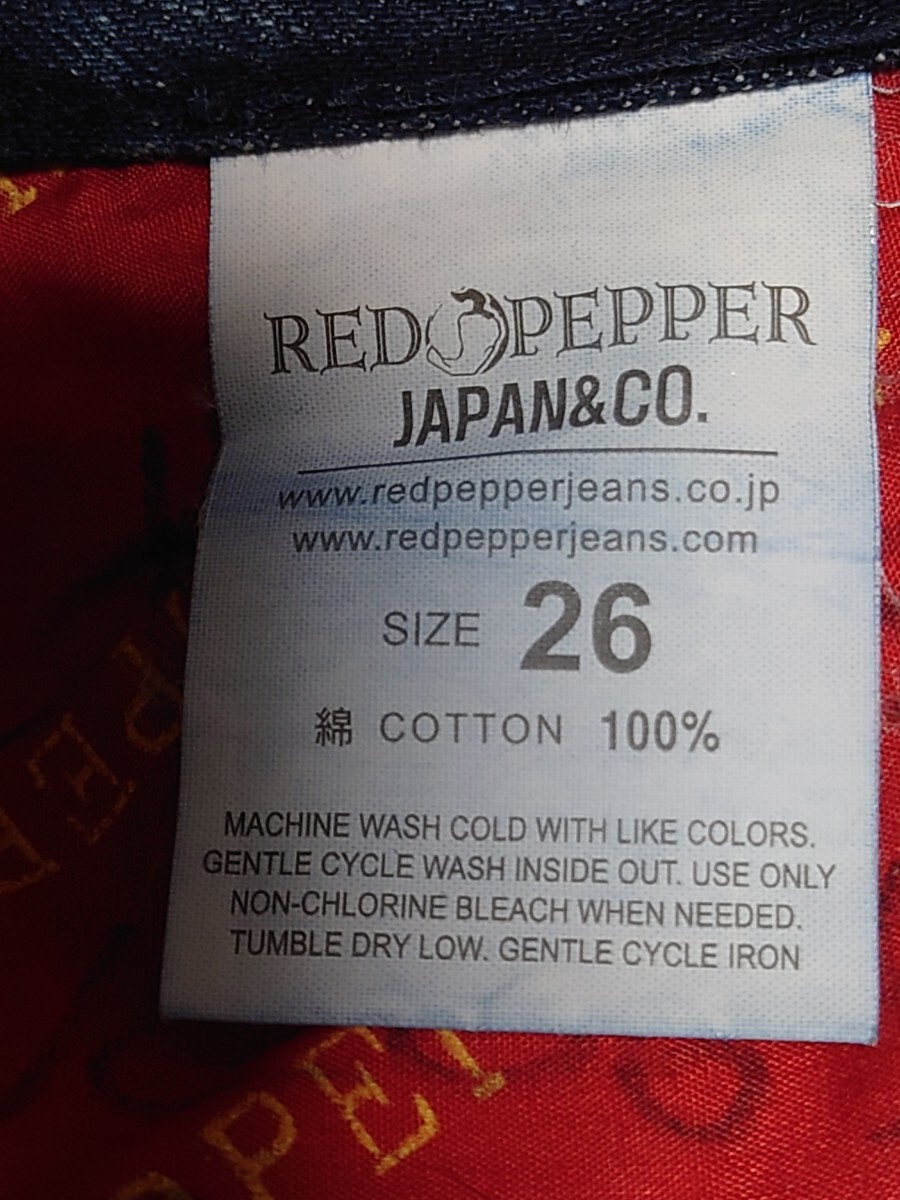 RED PEPPER
JAPAN&CO.
www.redpepperjeans.co.jp
www.redpepperjeans.com
SIZE 26
綿 COTTON 100%
MACHINE WASH COLD WITH LIKE COLORS.
GENTLE CYCLE WASH INSIDE OUT. USE ONLY
NON-CHLORINE BLEACH WHEN NEEDED.
TUMBLE DRY LOW. GENTLE CYCLE IRON